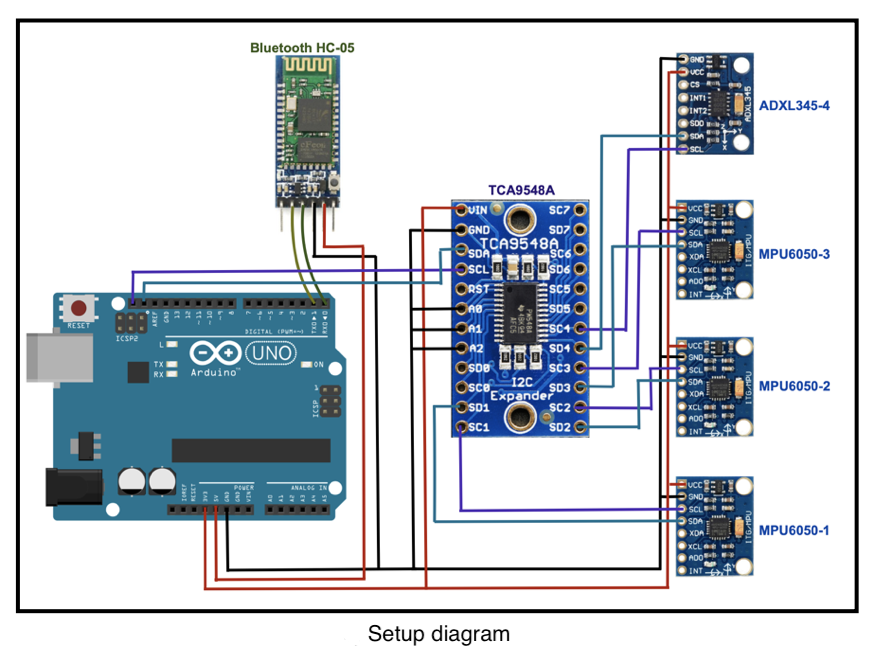 Bluetooth HC-05
GND
VCC
CS
INT1
INT2
SDO
SDA
SCL
ADXL345
X
Y
ADXL345-4
TCA9548A
VIN
GND
SDA
SCL
RST
A0
A1
A2
SD0
SC0
SD1
SC1
TCA9548A
I2C
Expander
SC7
SD7
SC6
SD6
SC5
SD5
SC4
SD4
SC3
SD3
SC2
SD2
VCC
GND
SCL
SDA
XDA
XCL
ADO
INT
ITG/MPU
MPU6050-3
VCC
GND
SCL
SDA
XDA
XCL
ADO
INT
ITG/MPU
MPU6050-2
VCC
GND
SCL
SDA
XDA
XCL
ADO
INT
ITG/MPU
MPU6050-1
RESET
ICSP2
AREF
GND
13
12
~11
~10
~9
8
7
~6
~5
4
~3
2
TXD▶1
RXD◀0
DIGITAL (PWM=~)
L
TX
RX
UNO
Arduino™
ON
ICSP
IOREF
RESET
3V3
5V
GND
GND
VIN
POWER
ANALOG IN
A0
A1
A2
A3
A4
A5
Setup diagram